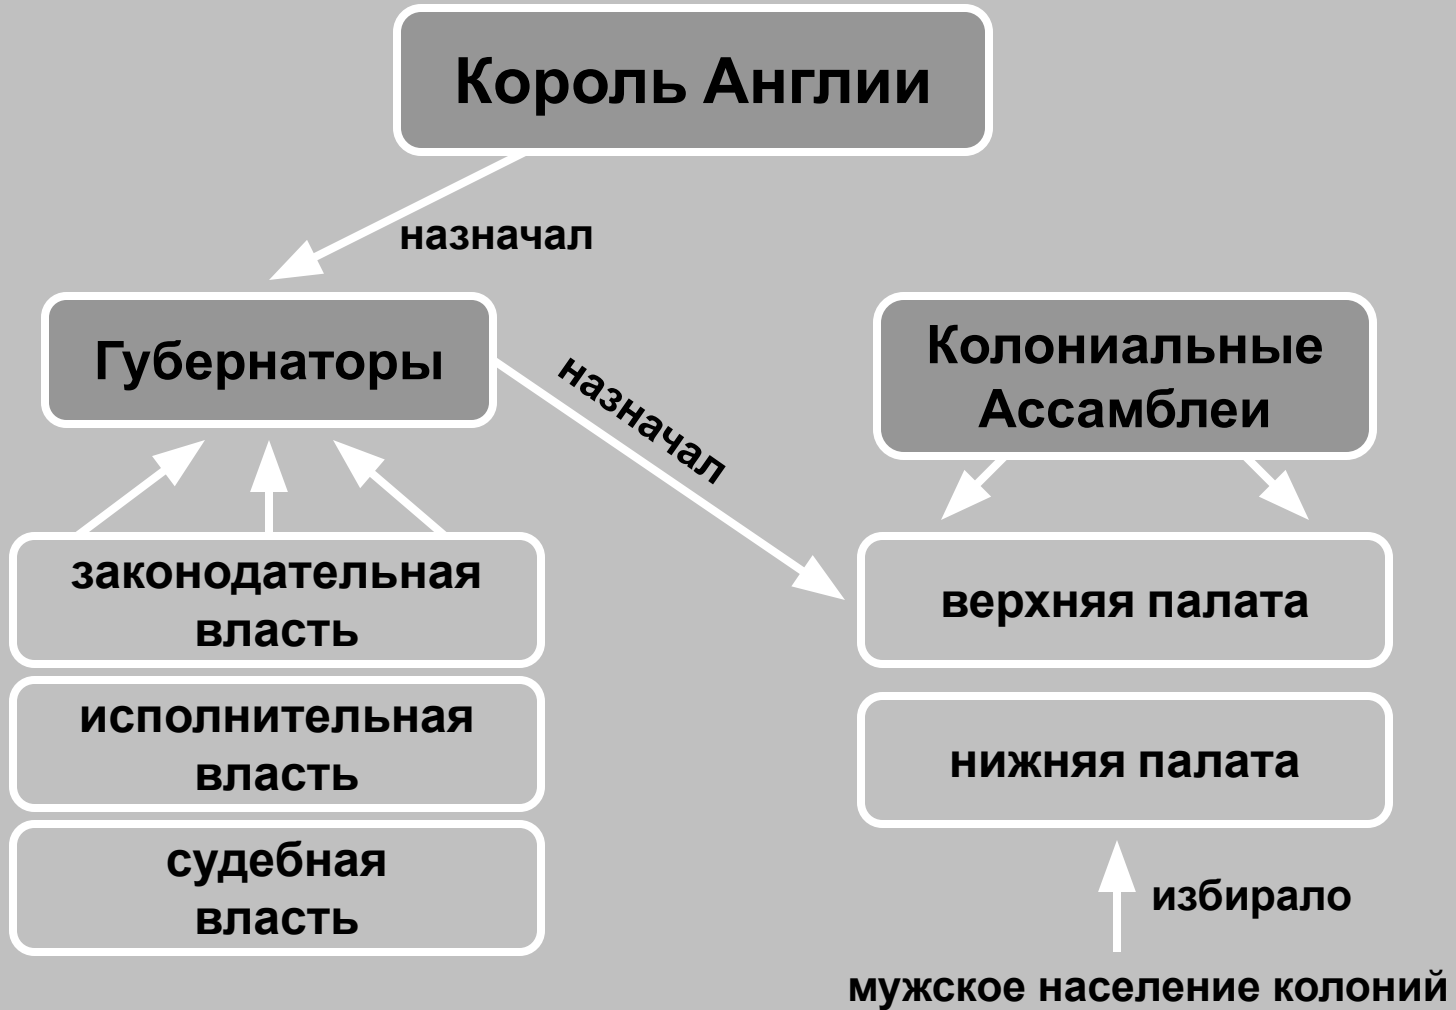 Король Англии
назначал
Губернаторы
назначал
Колониальные
Ассамблеи
законодательная
власть
исполнительная
власть
судебная
власть
верхняя палата
нижняя палата
избирало
мужское население колоний